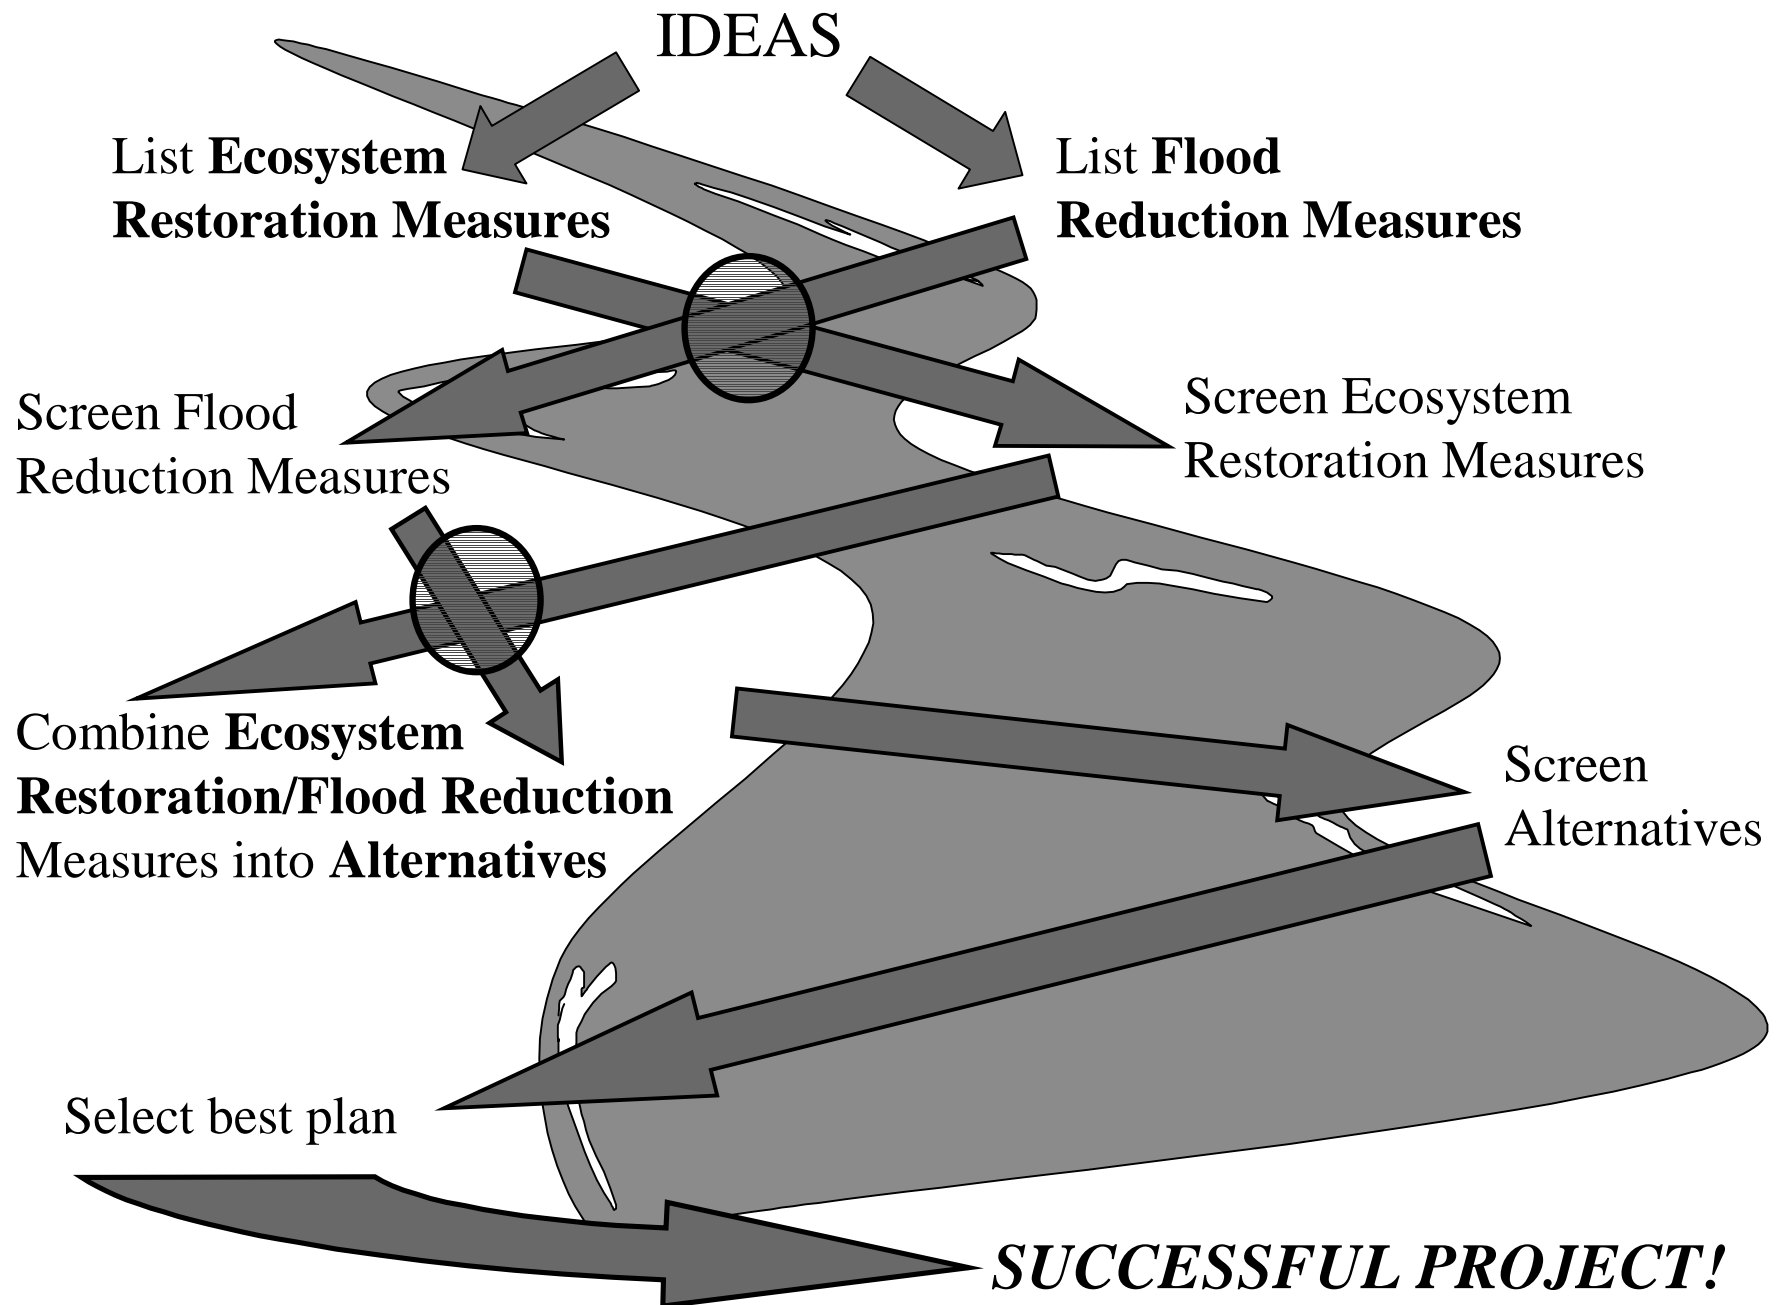 IDEAS
List Ecosystem
Restoration Measures
List Flood
Reduction Measures
Screen Flood
Reduction Measures
Screen Ecosystem
Restoration Measures
Combine Ecosystem
Restoration/Flood Reduction
Measures into Alternatives
Screen
Alternatives
Select best plan
SUCCESSFUL PROJECT!